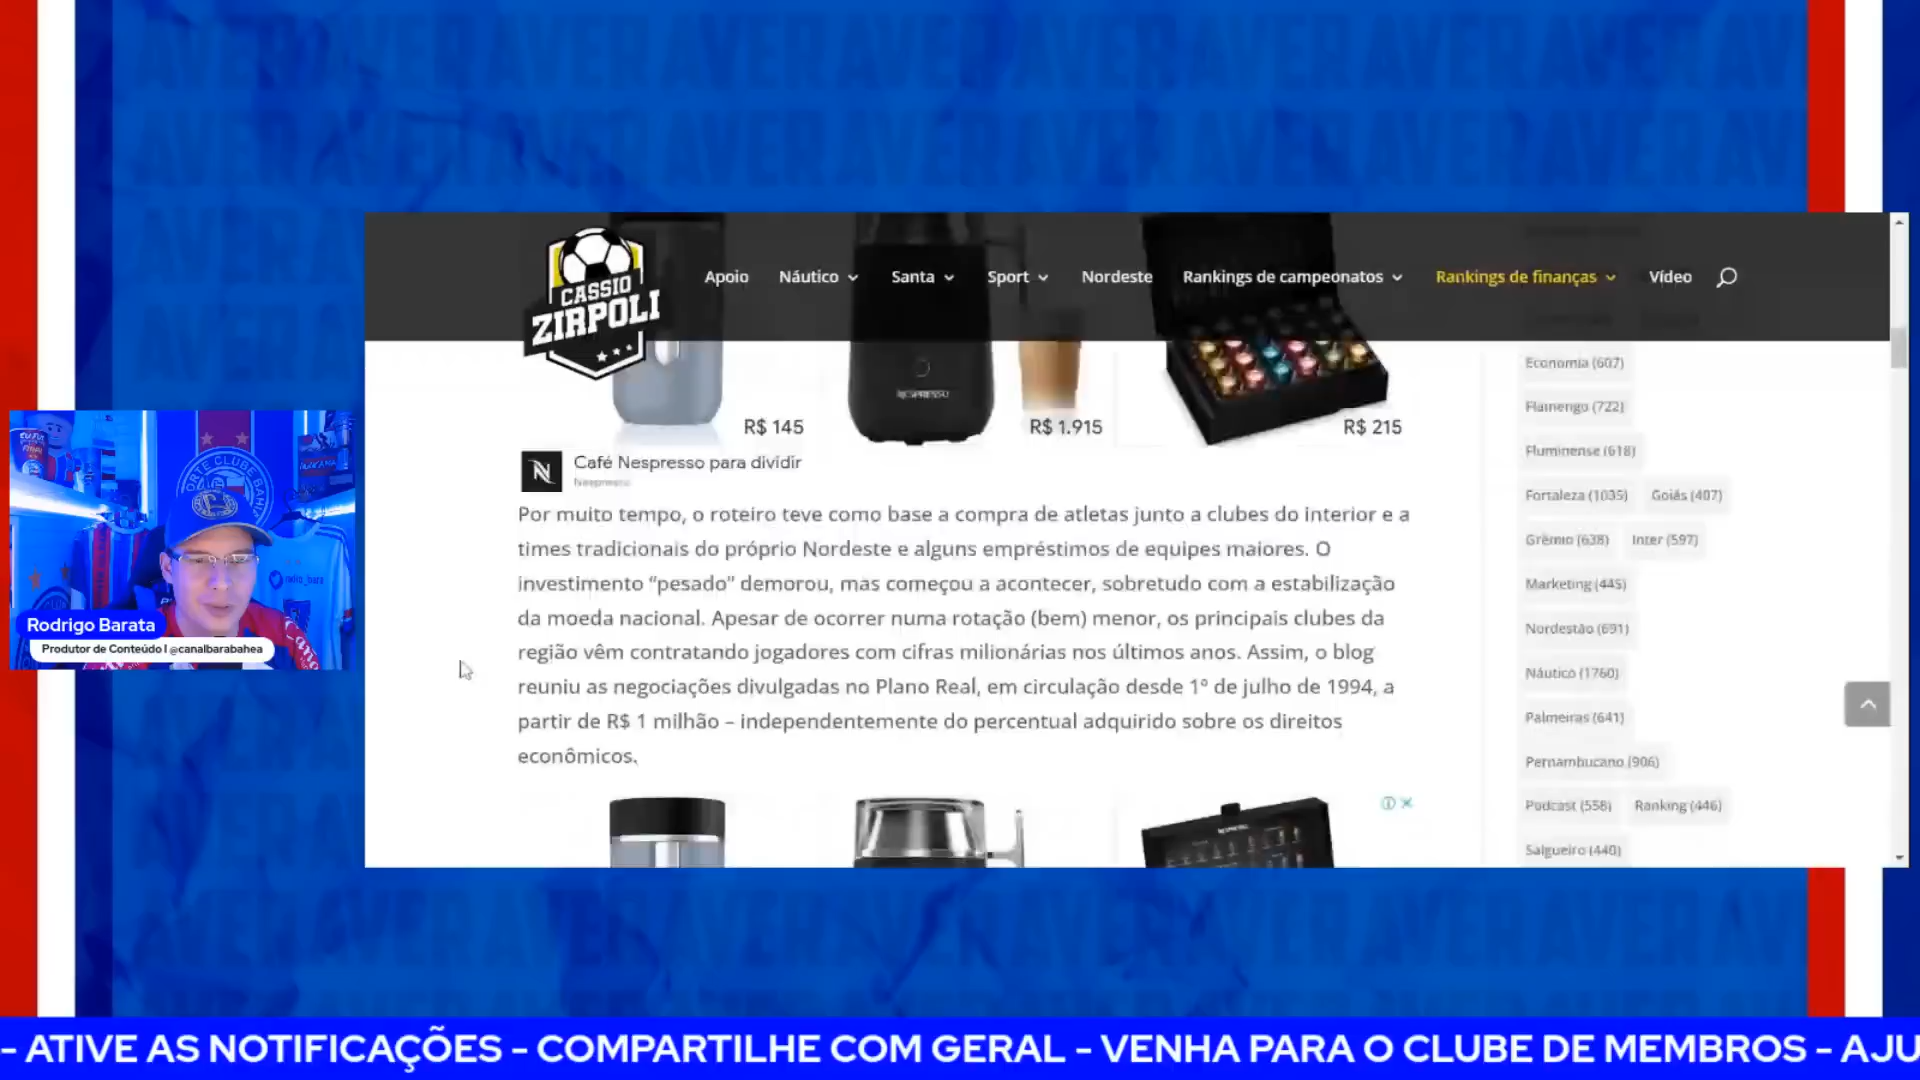 CASSIO
ZIRPOLI
Apoio
Náutico
Santa
Sport
Nordeste
Rankings de campeonatos
Rankings de finanças
Vídeo
NESPRESSO
R$ 145
R$ 1.915
R$ 215
Café Nespresso para dividir
Nespresso
Por muito tempo, o roteiro teve como base a compra de atletas junto a clubes do interior e a
times tradicionais do próprio Nordeste e alguns empréstimos de equipes maiores. O
investimento “pesado” demorou, mas começou a acontecer, sobretudo com a estabilização
da moeda nacional. Apesar de ocorrer numa rotação (bem) menor, os principais clubes da
região vêm contratando jogadores com cifras milionárias nos últimos anos. Assim, o blog
reuniu as negociações divulgadas no Plano Real, em circulação desde 1º de julho de 1994, a
partir de R$ 1 milhão – independentemente do percentual adquirido sobre os direitos
econômicos.
Economia (607)
Flamengo (722)
Fluminense (618)
Fortaleza (1035) Goiás (407)
Grêmio (638) Inter (597)
Marketing (445)
Nordestão (691)
Náutico (1760)
Palmeiras (641)
Pernambucano (906)
Podcast (558) Ranking (446)
Salgueiro (440)
Rodrigo Barata
Produtor de Conteúdo | @canalbarabahea
- ATIVE AS NOTIFICAÇÕES - COMPARTILHE COM GERAL - VENHA PARA O CLUBE DE MEMBROS - AJU